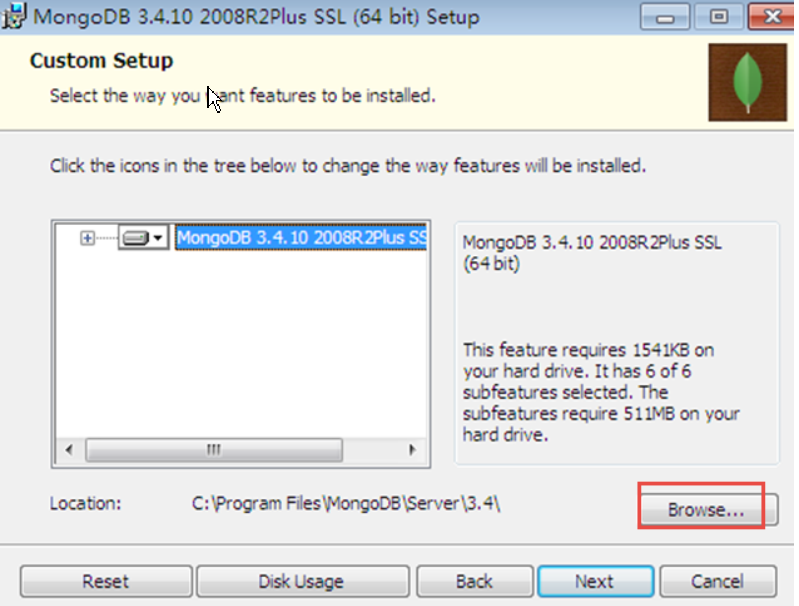 MongoDB 3.4.10 2008R2Plus SSL (64 bit) Setup
Custom Setup
Select the way you want features to be installed.
Click the icons in the tree below to change the way features will be installed.
MongoDB 3.4.10 2008R2Plus SS
MongoDB 3.4.10 2008R2Plus SSL
(64 bit)
This feature requires 1541KB on
your hard drive. It has 6 of 6
subfeatures selected. The
subfeatures require 511MB on your
hard drive.
Location: C:\Program Files\MongoDB\Server\3.4\
Browse...
Reset Disk Usage Back Next Cancel